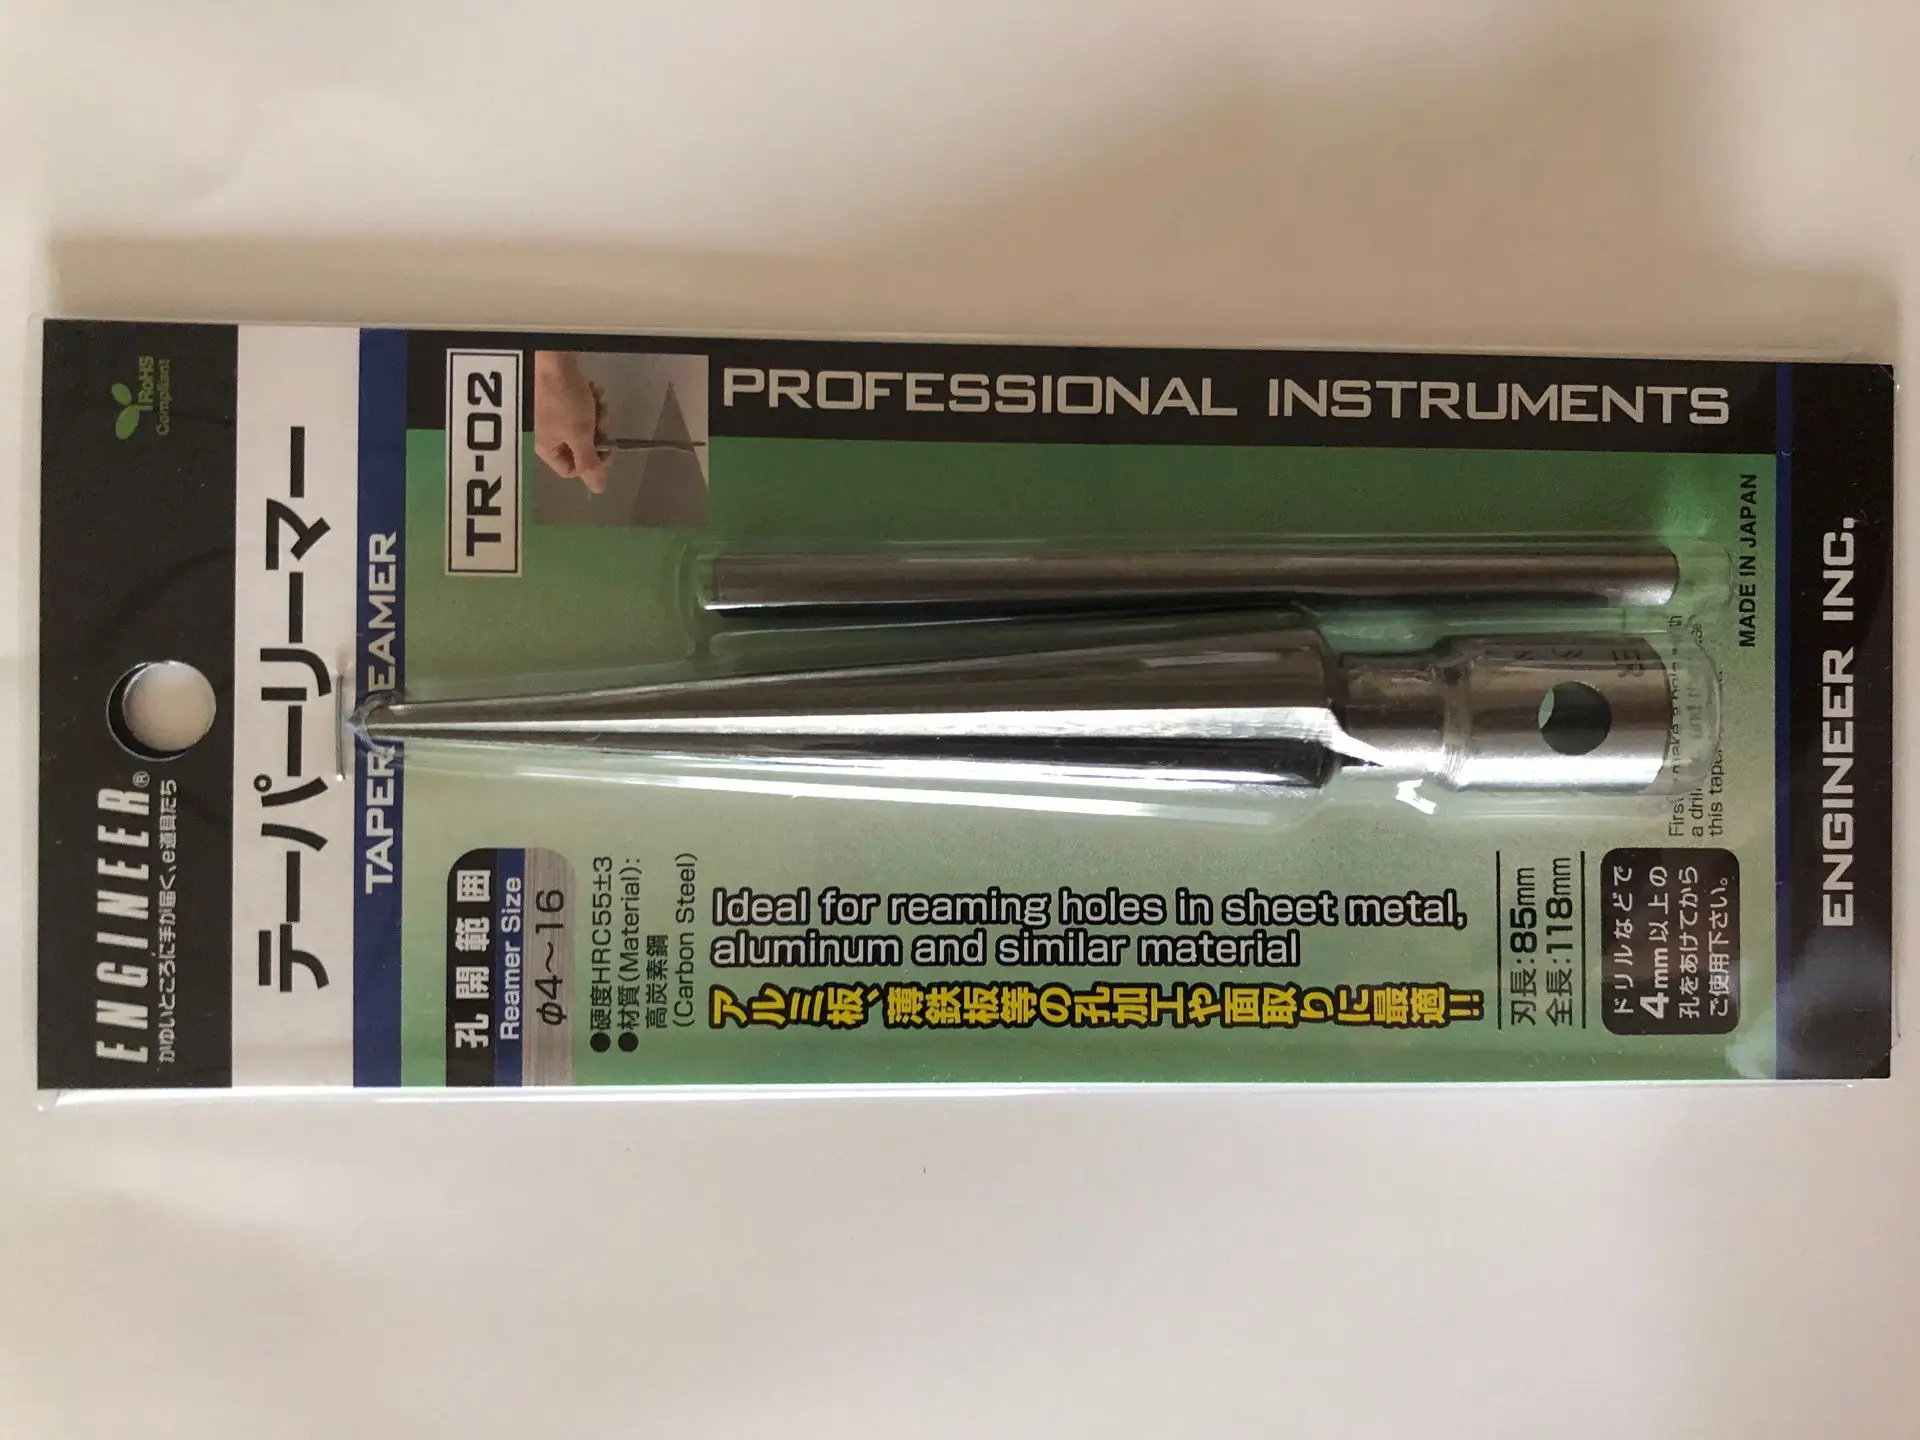 RoHS
Compliant
ENGINEER®
かゆいところに手が届く、e道具たち
テーパーリーマー
TAPER EAMER
TR-02
PROFESSIONAL INSTRUMENTS
孔開範囲
Reamer Size
φ4～16
●硬度HRC55±3
●材質(Material):
高炭素鋼
(Carbon Steel)
Ideal for reaming holes in sheet metal,
aluminum and similar material
アルミ板、薄鉄板等の孔加工や面取りに最適!!
刃長:85mm
全長:118mm
ドリルなどで
4mm以上の
孔をあけてから
ご使用下さい。
First
a dril
this tape
MADE IN JAPAN
ENGINEER INC.